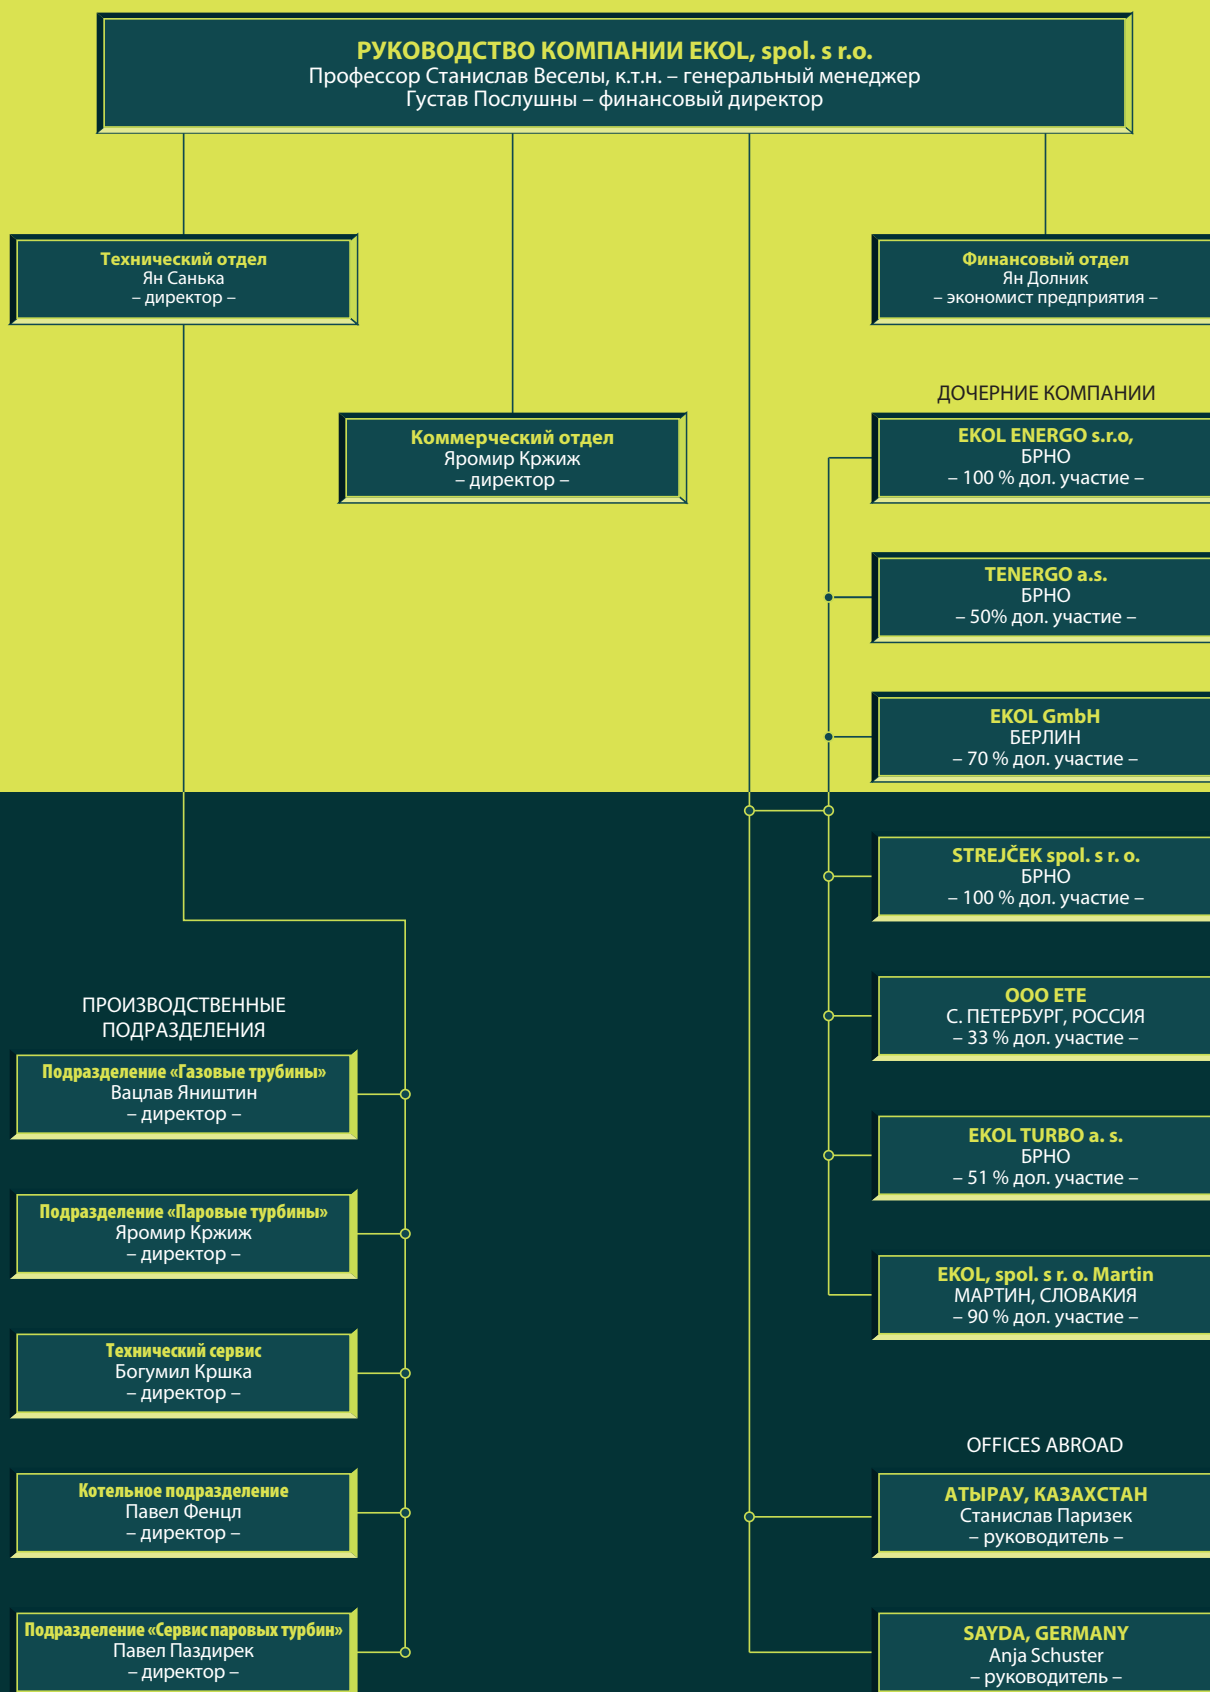 РУКОВОДСТВО КОМПАНИИ EKOL, spol. s r.o.
Профессор Станислав Веселы, к.т.н. – генеральный менеджер
Густав Послушны – финансовый директор
Технический отдел
Ян Санька
– директор –
Финансовый отдел
Ян Долник
– экономист предприятия –
Коммерческий отдел
Яромир Кржиж
– директор –
ДОЧЕРНИЕ КОМПАНИИ
EKOL ENERGO s.r.o,
БРНО
– 100 % дол. участие –
TENERGO a.s.
БРНО
– 50% дол. участие –
EKOL GmbH
БЕРЛИН
– 70 % дол. участие –
STREJČEK spol. s r. o.
БРНО
– 100 % дол. участие –
ООО ЕТЕ
С. ПЕТЕРБУРГ, РОССИЯ
– 33 % дол. участие –
EKOL TURBO a. s.
БРНО
– 51 % дол. участие –
EKOL, spol. s r. o. Martin
МАРТИН, СЛОВАКИЯ
– 90 % дол. участие –
ПРОИЗВОДСТВЕННЫЕ
ПОДРАЗДЕЛЕНИЯ
Подразделение «Газовые трубины»
Вацлав Яништин
– директор –
Подразделение «Паровые турбины»
Яромир Кржиж
– директор –
Технический сервис
Богумил Кршка
– директор –
Котельное подразделение
Павел Фенцл
– директор –
Подразделение «Сервис паровых турбин»
Павел Паздирек
– директор –
OFFICES ABROAD
АТЫРАУ, КАЗАХСТАН
Станислав Паризек
– руководитель –
SAYDA, GERMANY
Anja Schuster
– руководитель –